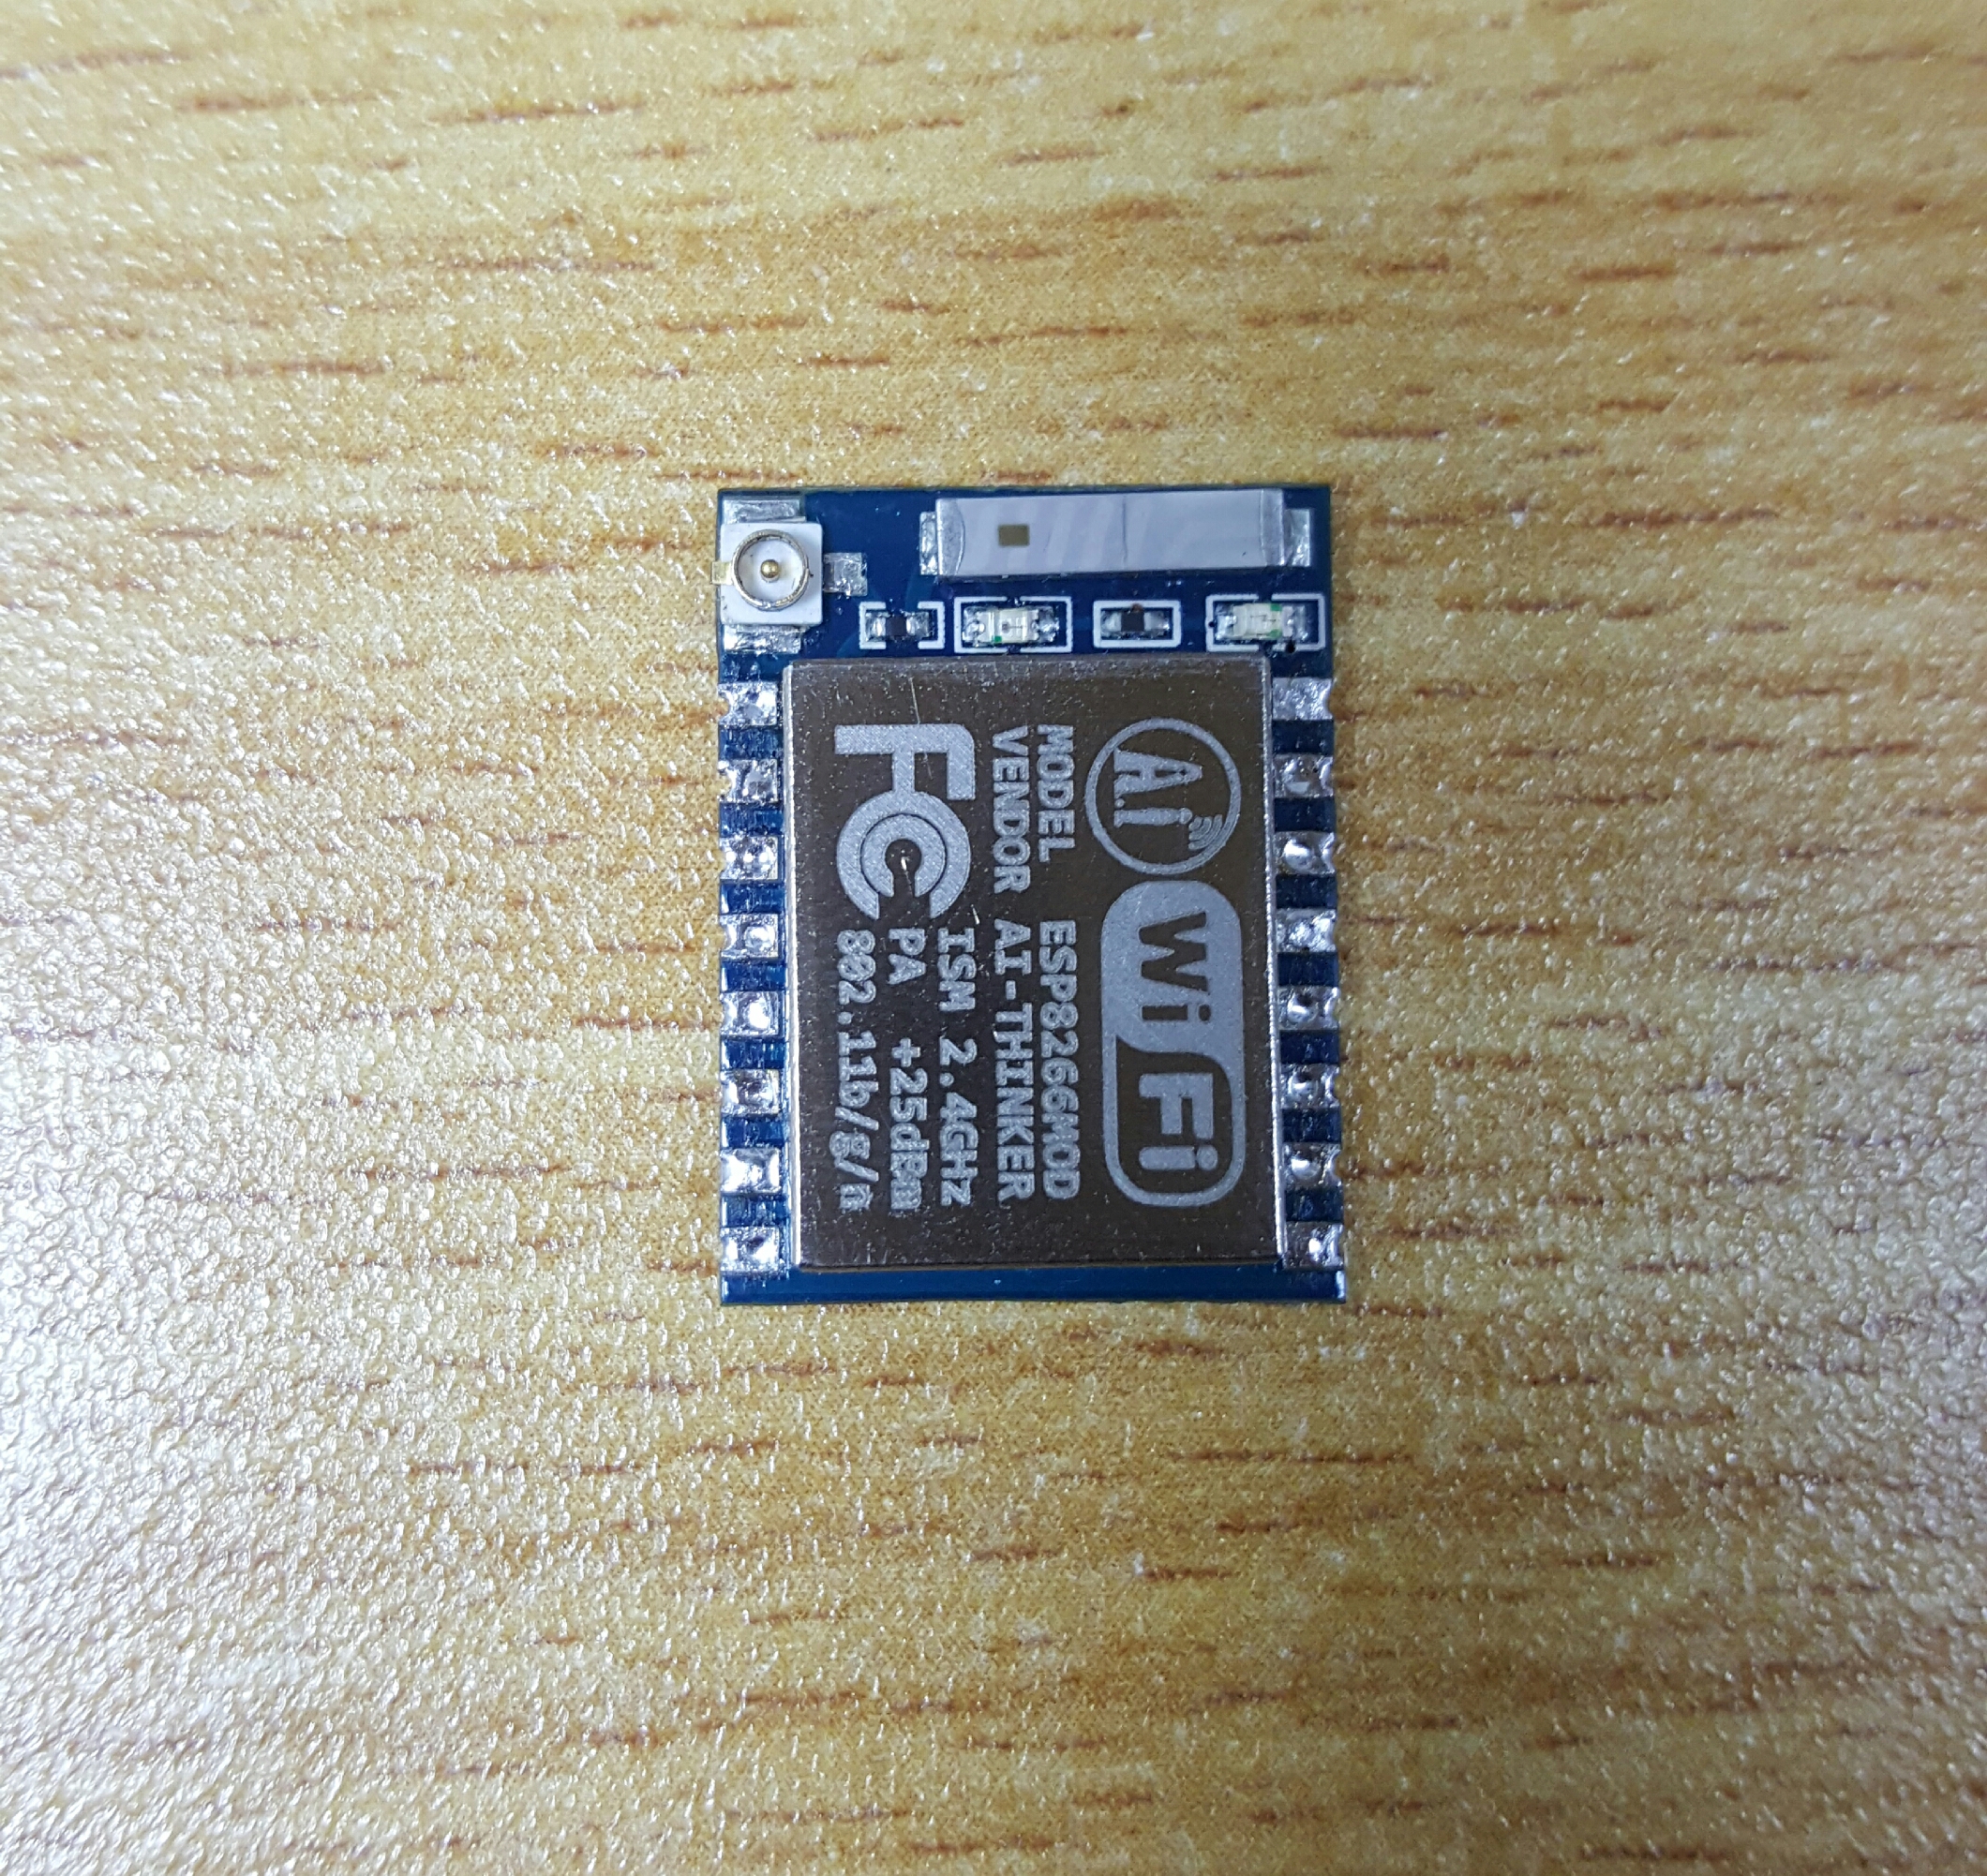 Ai WiFi
MODEL ESP8266MOD
VENDOR AI-THINKER
FC ISM 2.4GHz
PA +25dBm
802.11b/g/n